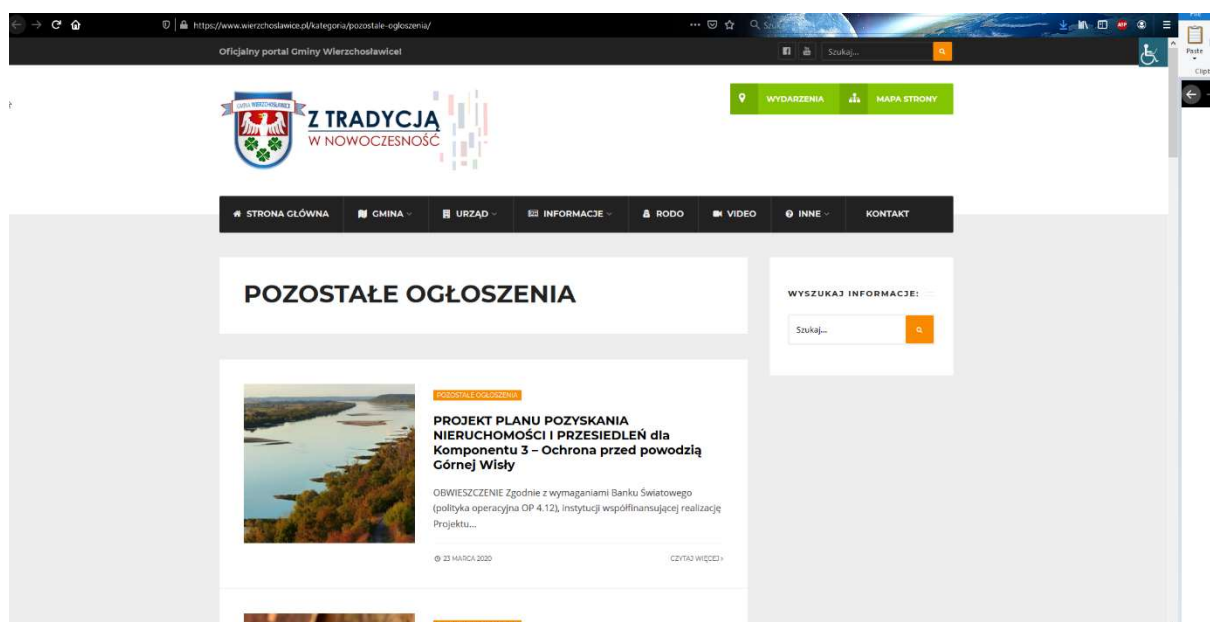 https://www.wierzchoslawice.pl/kategoria/pozostale-ogloszenia/
File
Paste
Oficjalny portal Gminy Wierzchosławice!
Szukaj...
GMINA WIERZCHOSŁAWICE
Z TRADYCJĄ
W NOWOCZESNOŚĆ
WYDARZENIA
MAPA STRONY
STRONA GŁÓWNA GMINA URZĄD INFORMACJE RODO VIDEO INNE KONTAKT
POZOSTAŁE OGŁOSZENIA
WYSZUKAJ INFORMACJE:
Szukaj...
POZOSTAŁE OGŁOSZENIA
PROJEKT PLANU POZYSKANIA
NIERUCHOMOŚCI I PRZESIEDLEŃ dla
Komponentu 3 – Ochrona przed powodzią
Górnej Wisły
OBWIESZCZENIE Zgodnie z wymaganiami Banku Światowego
(polityka operacyjna OP 4.12), instytucji współfinansującej realizację
Projektu...
23 MARCA 2020
CZYTAJ WIĘCEJ »